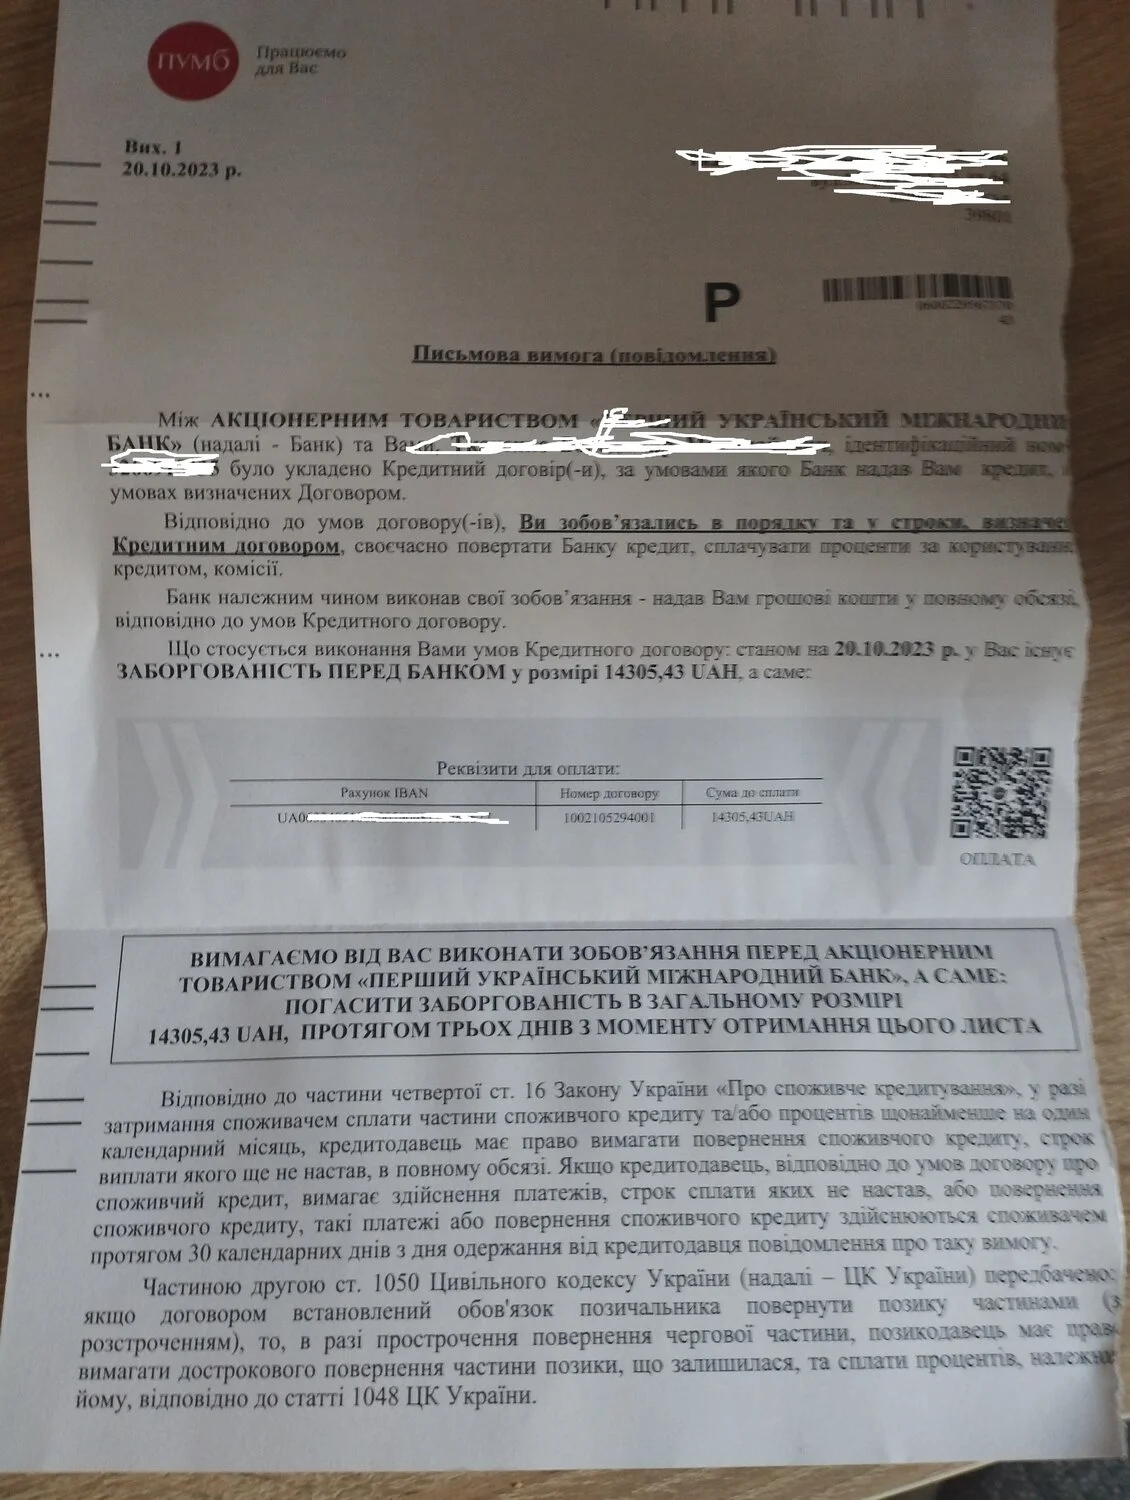 ПУМБ
Працюємо
для Вас
Вих. 1
20.10.2023 р.
39801
Р
Письмова вимога (повідомлення)
Між АКЦІОНЕРНИМ ТОВАРИСТВОМ УКРАЇНСЬКИЙ МІЖНАРОДНИ
БАНК» (надалі - Банк) та Вами, ідентифікаційний ном
було укладено Кредитний договір(-и), за умовами якого Банк надав Вам кредит,
умовах визначених Договором.
Відповідно до умов договору(-ів), Ви зобов’язались в порядку та у строки, визначе
Кредитним договором, своєчасно повертати Банку кредит, сплачувати проценти за користуванн
кредитом, комісії.
Банк належним чином виконав свої зобов’язання - надав Вам грошові кошти у повному обсязі,
відповідно до умов Кредитного договору.
Що стосується виконання Вами умов Кредитного договору: станом на 20.10.2023 р. у Вас існує
ЗАБОРГОВАНІСТЬ ПЕРЕД БАНКОМ у розмірі 14305,43 UAH, а саме:
Реквізити для оплати:
Рахунок IBAN Номер договору Сума до сплати
1002105294001 14305,43UAH
ОПЛАТА
ВИМАГАЄМО ВІД ВАС ВИКОНАТИ ЗОБОВ’ЯЗАННЯ ПЕРЕД АКЦІОНЕРНИМ
ТОВАРИСТВОМ «ПЕРШИЙ УКРАЇНСЬКИЙ МІЖНАРОДНИЙ БАНК», А САМЕ:
ПОГАСИТИ ЗАБОРГОВАНІСТЬ В ЗАГАЛЬНОМУ РОЗМІРІ
14305,43 UAH, ПРОТЯГОМ ТРЬОХ ДНІВ З МОМЕНТУ ОТРИМАННЯ ЦЬОГО ЛИСТА
Відповідно до частини четвертої ст. 16 Закону України «Про споживче кредитування», у разі
затримання споживачем сплати частини споживчого кредиту та/або процентів щонайменше на один
календарний місяць, кредитодавець має право вимагати повернення споживчого кредиту, строк
виплати якого ще не настав, в повному обсязі. Якщо кредитодавець, відповідно до умов договору про
споживчий кредит, вимагає здійснення платежів, строк сплати яких не настав, або повернення
споживчого кредиту, такі платежі або повернення споживчого кредиту здійснюються споживачем
протягом 30 календарних днів з дня одержання від кредитодавця повідомлення про таку вимогу.
Частиною другою ст. 1050 Цивільного кодексу України (надалі – ЦК України) передбачено:
якщо договором встановлений обов'язок позичальника повернути позику частинами (з
розстроченням), то, в разі прострочення повернення чергової частини, позикодавець має прав
вимагати дострокового повернення частини позики, що залишилася, та сплати процентів, належн
йому, відповідно до статті 1048 ЦК України.